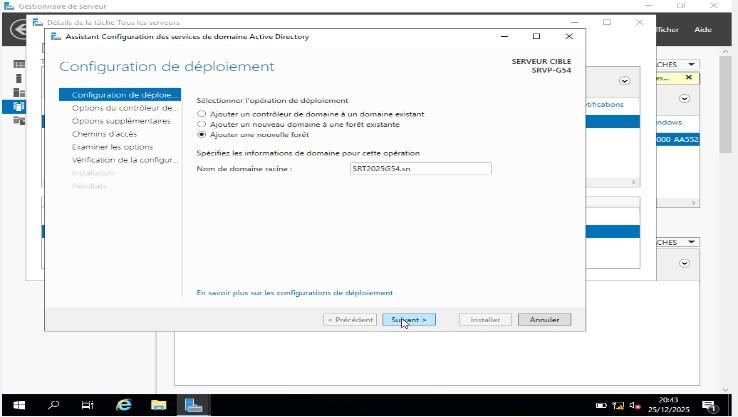 Gestionnaire de serveur
Détails de la tâche Tous les serveurs
Afficher Aide
Assistant Configuration des services de domaine Active Directory
Configuration de déploiement
SERVEUR CIBLE
SRVP-G54
Configuration de déploie...
Options du contrôleur de...
Options supplémentaires
Chemins d'accès
Examiner les options
Vérification de la configur...
Installation
Résultats
Sélectionner l'opération de déploiement
Ajouter un contrôleur de domaine à un domaine existant
Ajouter un nouveau domaine à une forêt existante
Ajouter une nouvelle forêt
Spécifiez les informations de domaine pour cette opération
Nom de domaine racine :
SRT2025G54.sn
En savoir plus sur les configurations de déploiement
< Précédent
Suivant >
Installer
Annuler
20:43
25/12/2025